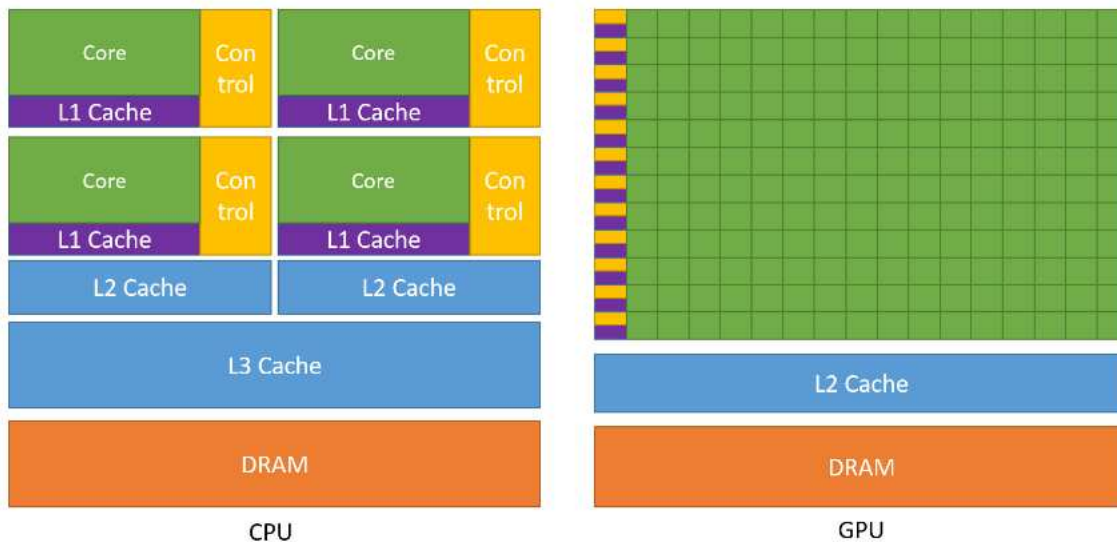 Core
Con
trol
L1 Cache
Core
Con
trol
L1 Cache
Core
Con
trol
L1 Cache
Core
Con
trol
L1 Cache
L2 Cache
L2 Cache
L3 Cache
DRAM
CPU
L2 Cache
DRAM
GPU